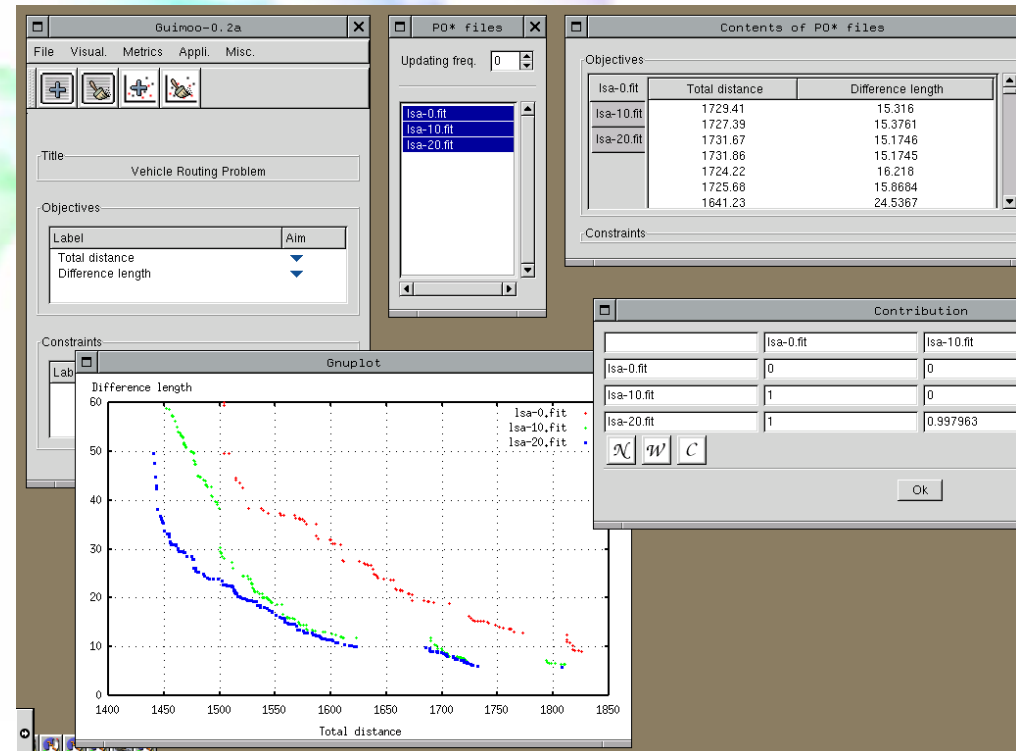 Guimoo-0.2a
File Visual. Metrics Appli. Misc.
Title
Vehicle Routing Problem
Objectives
Label Aim
Total distance
Difference length
Constraints
Lab
PO* files
Updating freq. 0
lsa-0.fit
lsa-10.fit
lsa-20.fit
Contents of PO* files
Objectives
lsa-0.fit
lsa-10.fit
lsa-20.fit
Total distance Difference length
1729.41 15.316
1727.39 15.3761
1731.67 15.1746
1731.86 15.1745
1724.22 16.218
1725.68 15.8684
1641.23 24.5367
Constraints
Contribution
lsa-0.fit lsa-10.fit
lsa-0.fit 0 0
lsa-10.fit 1 0
lsa-20.fit 1 0.997963
N W C
Ok
Gnuplot
Difference length
60
50
40
30
20
10
0
lsa-0.fit
lsa-10.fit
lsa-20.fit
1400 1450 1500 1550 1600 1650 1700 1750 1800 1850
Total distance